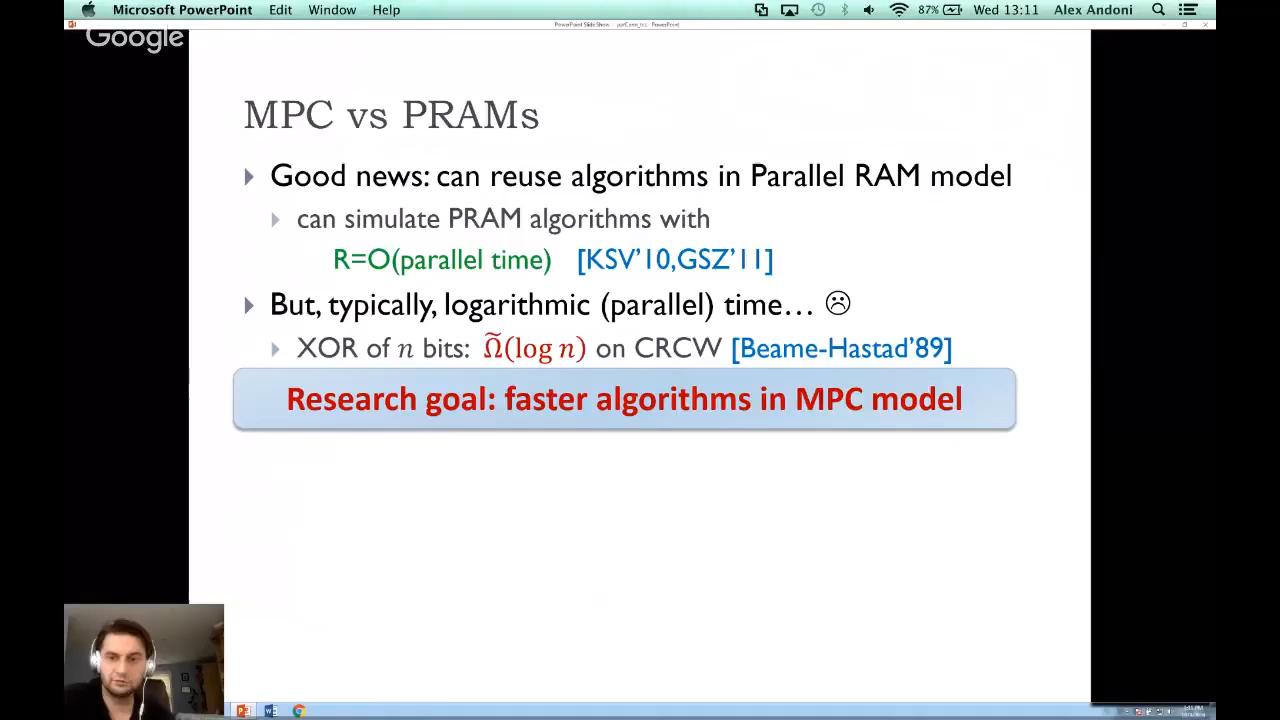 Microsoft PowerPoint Edit Window Help 87% Wed 13:11 Alex Andoni
Google
MPC vs PRAMs
Good news: can reuse algorithms in Parallel RAM model
can simulate PRAM algorithms with
R=O(parallel time) [KSV'10,GSZ'11]
But, typically, logarithmic (parallel) time… ☹
XOR of n bits: Ω̃(log n) on CRCW [Beame-Hastad'89]
Research goal: faster algorithms in MPC model